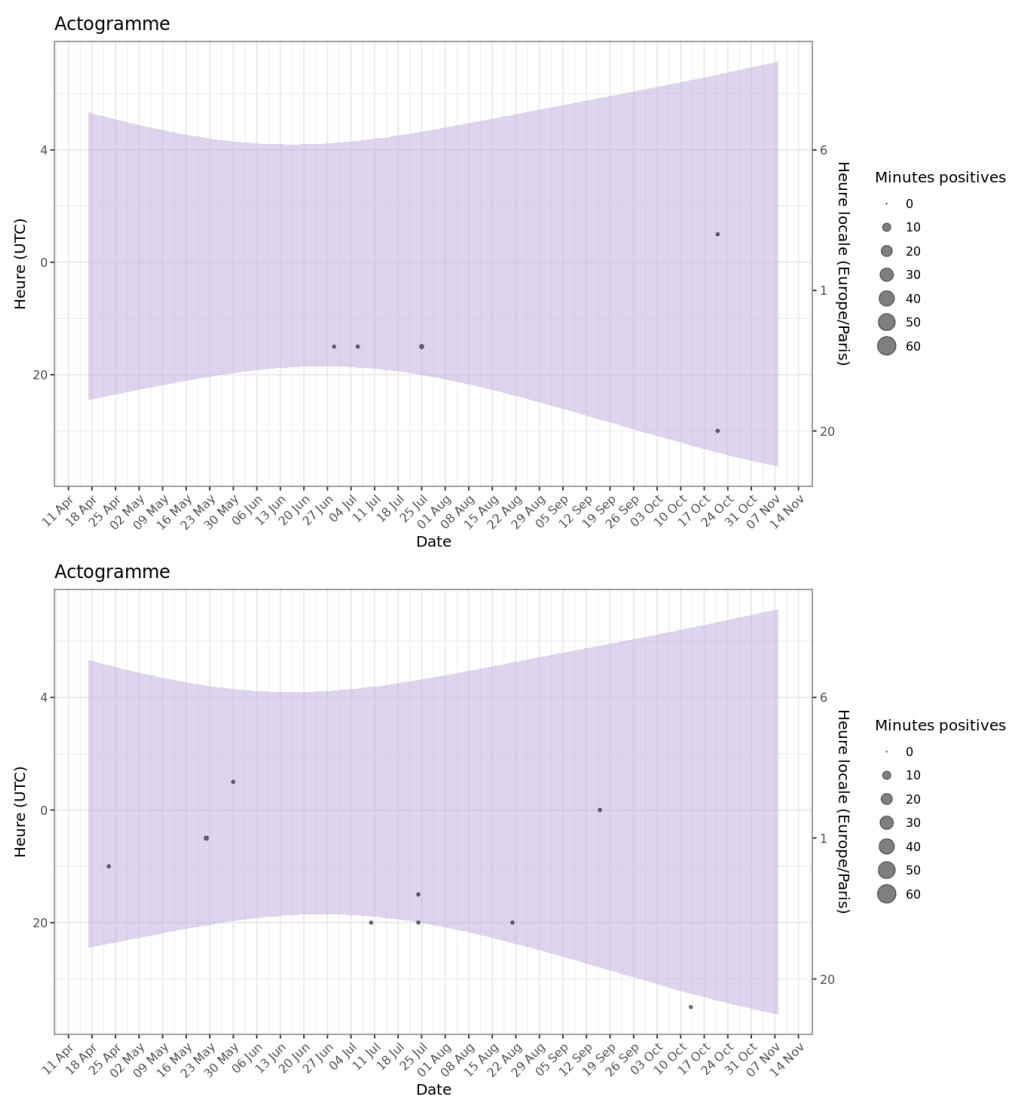 Actogramme
4
0
20
6
1
20
Heure (UTC)
Heure locale (Europe/Paris)
11 Apr
18 Apr
25 Apr
02 May
09 May
16 May
23 May
30 May
06 Jun
13 Jun
20 Jun
27 Jun
04 Jul
11 Jul
18 Jul
25 Jul
01 Aug
08 Aug
15 Aug
22 Aug
29 Aug
05 Sep
12 Sep
19 Sep
26 Sep
03 Oct
10 Oct
17 Oct
24 Oct
31 Oct
07 Nov
14 Nov
Date
Minutes positives
0
10
20
30
40
50
60
Actogramme
4
0
20
6
1
20
Heure (UTC)
Heure locale (Europe/Paris)
11 Apr
18 Apr
25 Apr
02 May
09 May
16 May
23 May
30 May
06 Jun
13 Jun
20 Jun
27 Jun
04 Jul
11 Jul
18 Jul
25 Jul
01 Aug
08 Aug
15 Aug
22 Aug
29 Aug
05 Sep
12 Sep
19 Sep
26 Sep
03 Oct
10 Oct
17 Oct
24 Oct
31 Oct
07 Nov
14 Nov
Date
Minutes positives
0
10
20
30
40
50
60